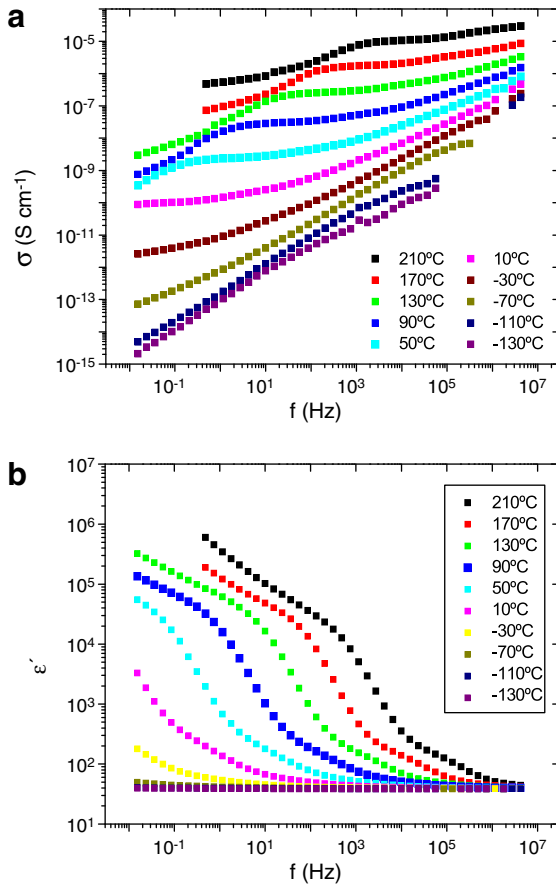 a
10⁻⁵
10⁻⁷
10⁻⁹
10⁻¹¹
10⁻¹³
10⁻¹⁵
σ (S cm⁻¹)
210ºC
170ºC
130ºC
90ºC
50ºC
10ºC
-30ºC
-70ºC
-110ºC
-130ºC
10⁻¹ 10¹ 10³ 10⁵ 10⁷
f (Hz)
b
10⁷
10⁶
10⁵
10⁴
10³
10²
10¹
ε´
210ºC
170ºC
130ºC
90ºC
50ºC
10ºC
-30ºC
-70ºC
-110ºC
-130ºC
10⁻¹ 10¹ 10³ 10⁵ 10⁷
f (Hz)